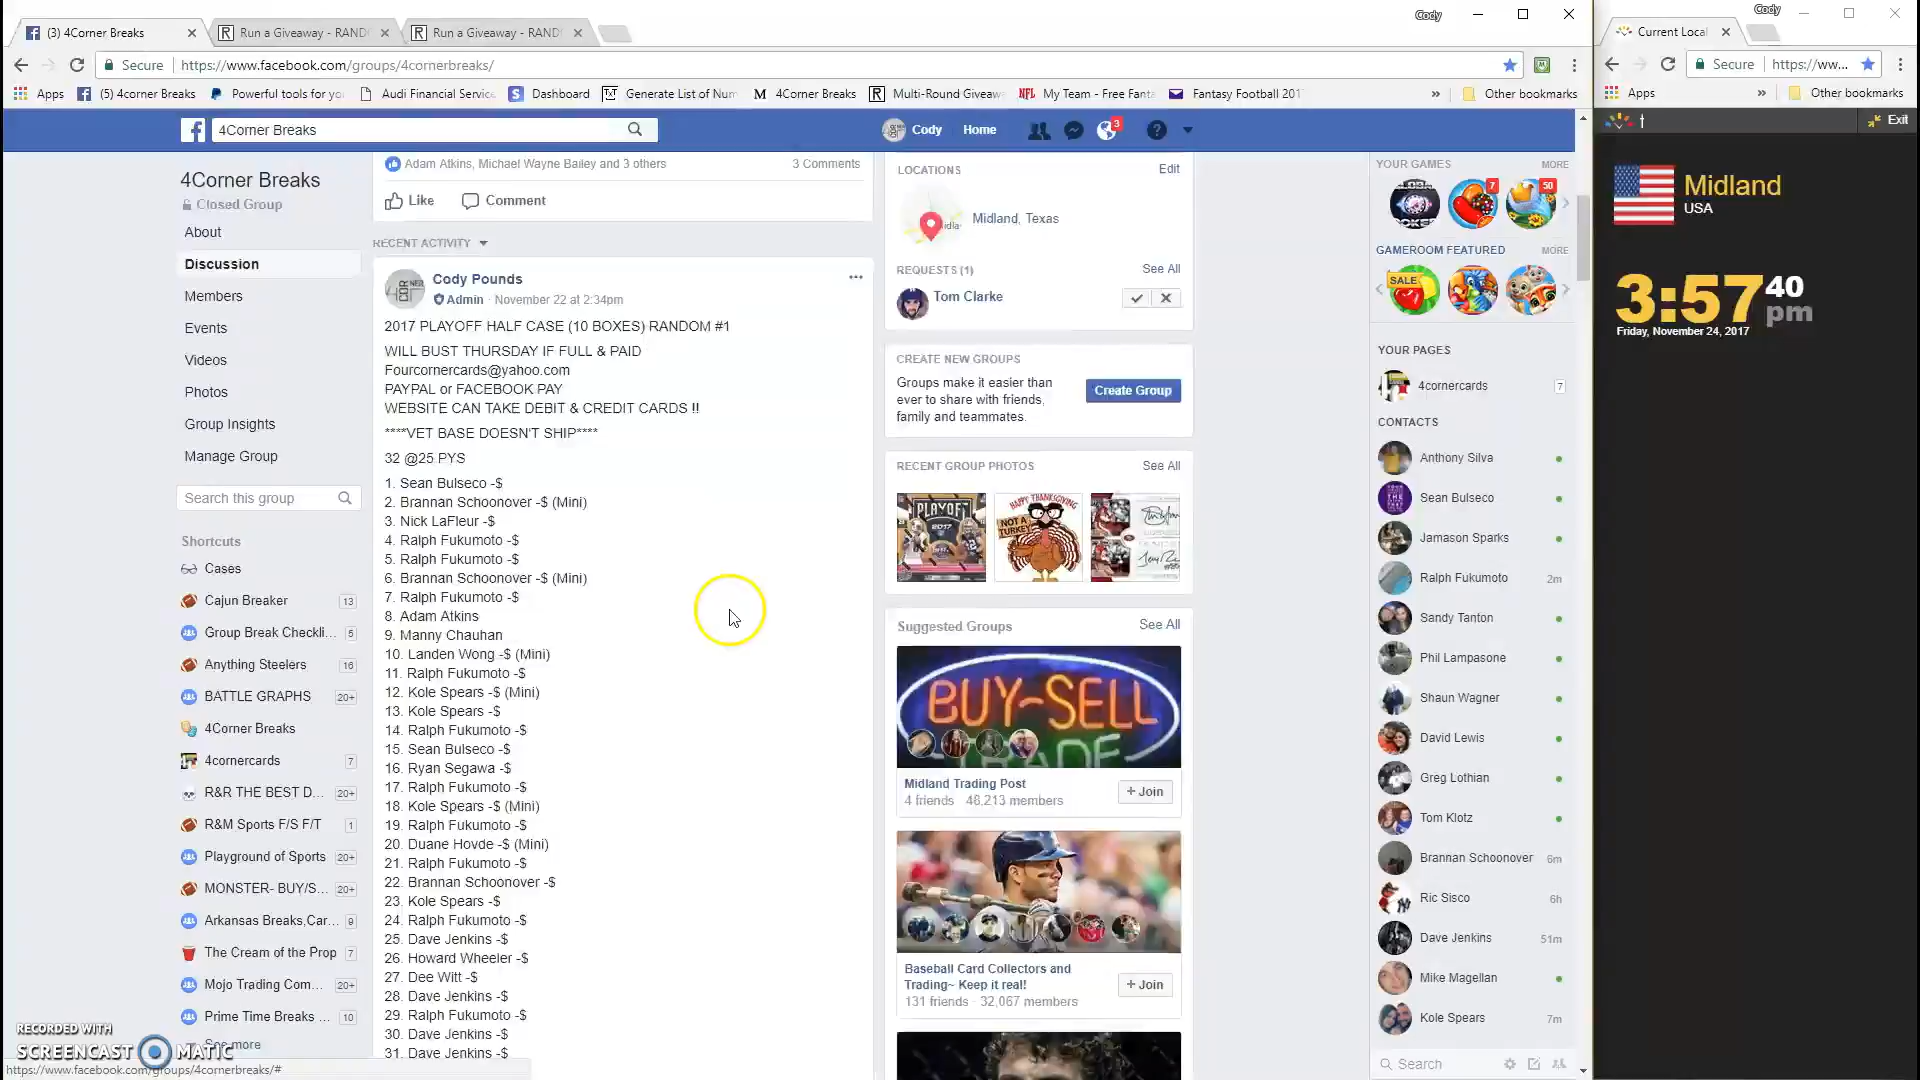 (3) 4Corner Breaks
Run a Giveaway - RAND
Run a Giveaway - RAND
Cody
Secure https://www.facebook.com/groups/4cornerbreaks/
Apps (5) 4corner Breaks Powerful tools for yo Audi Financial Service Dashboard Generate List of Num 4Corner Breaks Multi-Round Giveaw My Team - Free Fanta Fantasy Football 201 » Other bookmarks
4Corner Breaks
Cody Home 3
4Corner Breaks
Closed Group
About
Discussion
Members
Events
Videos
Photos
Group Insights
Manage Group
Search this group
Shortcuts
Cases
Cajun Breaker 13
Group Break Checkli... 5
Anything Steelers 16
BATTLE GRAPHS 20+
4Corner Breaks
4cornercards 7
R&R THE BEST D... 20+
R&M Sports F/S F/T 1
Playground of Sports 20+
MONSTER- BUY/S... 20+
Arkansas Breaks,Car... 9
The Cream of the Prop 7
Mojo Trading Com... 20+
Prime Time Breaks ... 10
See more
RECORDED WITH
SCREENCAST MATIC
https://www.facebook.com/groups/4cornerbreaks/#
Adam Atkins, Michael Wayne Bailey and 3 others 3 Comments
Like Comment
RECENT ACTIVITY
Cody Pounds
Admin · November 22 at 2:34pm
2017 PLAYOFF HALF CASE (10 BOXES) RANDOM #1
WILL BUST THURSDAY IF FULL & PAID
Fourcornercards@yahoo.com
PAYPAL or FACEBOOK PAY
WEBSITE CAN TAKE DEBIT & CREDIT CARDS !!
****VET BASE DOESN'T SHIP****
32 @25 PYS
1. Sean Bulseco -$
2. Brannan Schoonover -$ (Mini)
3. Nick LaFleur -$
4. Ralph Fukumoto -$
5. Ralph Fukumoto -$
6. Brannan Schoonover -$ (Mini)
7. Ralph Fukumoto -$
8. Adam Atkins
9. Manny Chauhan
10. Landen Wong -$ (Mini)
11. Ralph Fukumoto -$
12. Kole Spears -$ (Mini)
13. Kole Spears -$
14. Ralph Fukumoto -$
15. Sean Bulseco -$
16. Ryan Segawa -$
17. Ralph Fukumoto -$
18. Kole Spears -$ (Mini)
19. Ralph Fukumoto -$
20. Duane Hovde -$ (Mini)
21. Ralph Fukumoto -$
22. Brannan Schoonover -$
23. Kole Spears -$
24. Ralph Fukumoto -$
25. Dave Jenkins -$
26. Howard Wheeler -$
27. Dee Witt -$
28. Dave Jenkins -$
29. Ralph Fukumoto -$
30. Dave Jenkins -$
31. Dave Jenkins -$
LOCATIONS Edit
Midland, Texas
REQUESTS (1) See All
Tom Clarke
CREATE NEW GROUPS
Groups make it easier than
ever to share with friends,
family and teammates.
Create Group
RECENT GROUP PHOTOS See All
PLAYOFF
2017
HAPPY THANKSGIVING
NOT A
TURKEY
Suggested Groups See All
BUY-SELL
TRADE
Midland Trading Post
4 friends · 46,213 members
+ Join
Baseball Card Collectors and
Trading~ Keep it real!
131 friends · 32,067 members
+ Join
YOUR GAMES MORE
7
50
GAMEROOM FEATURED MORE
SALE
YOUR PAGES
4cornercards 7
CONTACTS
Anthony Silva
Sean Bulseco
Jamason Sparks
Ralph Fukumoto 2m
Sandy Tanton
Phil Lampasone
Shaun Wagner
David Lewis
Greg Lothian
Tom Klotz
Brannan Schoonover 6m
Ric Sisco 6h
Dave Jenkins 51m
Mike Magellan
Kole Spears 7m
Search
Cody
Current Local
Secure https://ww...
Apps » Other bookmarks
Exit
Midland
USA
3:57 40 pm
Friday, November 24, 2017